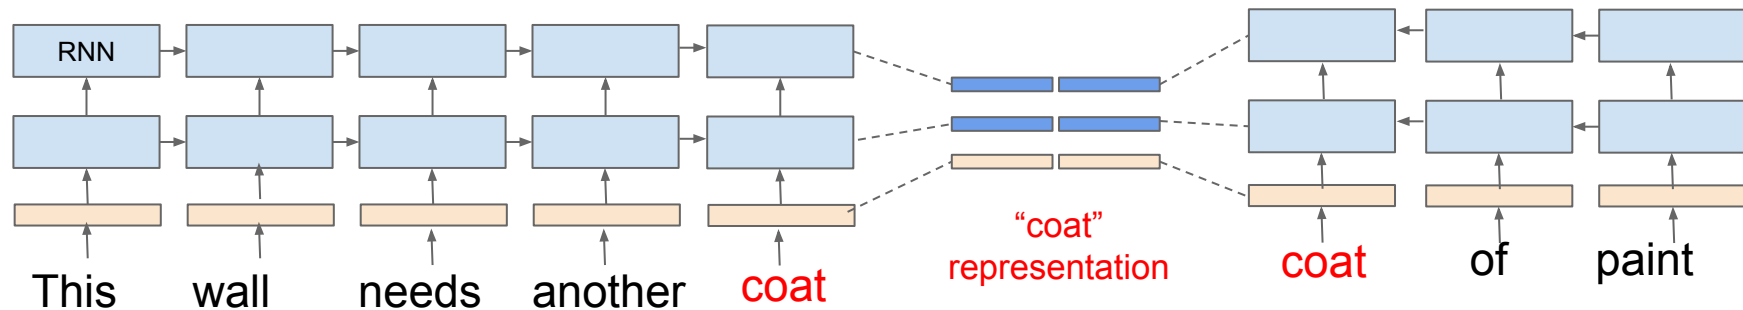 RNN
This wall needs another coat
“coat”
representation
coat of paint